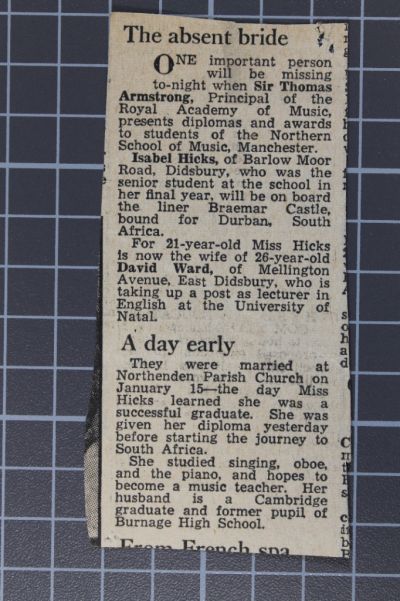 The absent bride
ONE important person
will be missing
to-night when Sir Thomas
Armstrong, Principal of the
Royal Academy of Music,
presents diplomas and awards
to students of the Northern
School of Music, Manchester.
Isabel Hicks, of Barlow Moor
Road, Didsbury, who was the
senior student at the school in
her final year, will be on board
the liner Braemar Castle,
bound for Durban, South
Africa.
For 21-year-old Miss Hicks
is now the wife of 26-year-old
David Ward, of Mellington
Avenue, East Didsbury, who is
taking up a post as lecturer in
English at the University of
Natal.
A day early
They were married at
Northenden Parish Church on
January 15—the day Miss
Hicks learned she was a
successful graduate. She was
given her diploma yesterday
before starting the journey to
South Africa.
She studied singing, oboe,
and the piano, and hopes to
become a music teacher. Her
husband is a Cambridge
graduate and former pupil of
Burnage High School.
From French spa